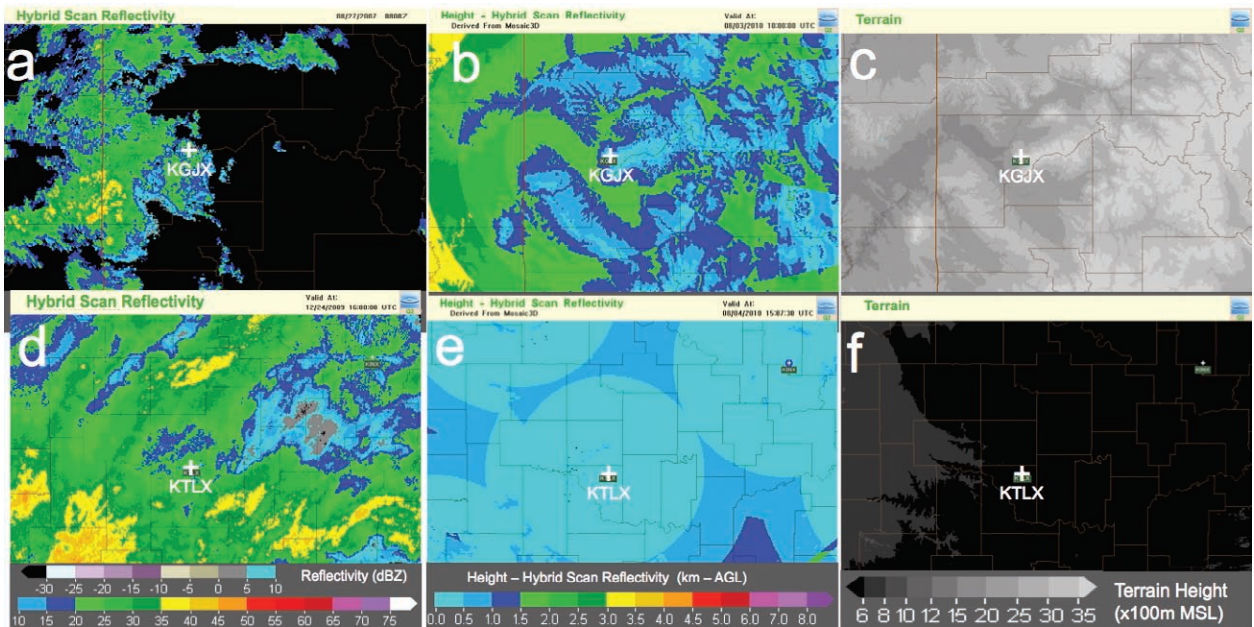 Hybrid Scan Reflectivity
a
KGJX
Height - Hybrid Scan Reflectivity
Derived From Mosaic3D
Valid At:
08/03/2010 18:00:00 UTC
b
KGJX
Terrain
c
KGJX
Hybrid Scan Reflectivity
Valid At:
12/24/2009 16:00:00 UTC
d
KTLX
-30 -25 -20 -15 -10 -5 0 5 10
Reflectivity (dBZ)
10 15 20 25 30 35 40 45 50 55 60 65 70 75
Height - Hybrid Scan Reflectivity
Derived From Mosaic3D
Valid At:
08/04/2010 15:07:30 UTC
e
KTLX
Height – Hybrid Scan Reflectivity (km – AGL)
0.0 0.5 1.0 1.5 2.0 2.5 3.0 3.5 4.0 4.5 5.0 6.0 7.0 8.0
Terrain
f
KTLX
6 8 10 12 15 20 25 30 35
Terrain Height
(x100m MSL)